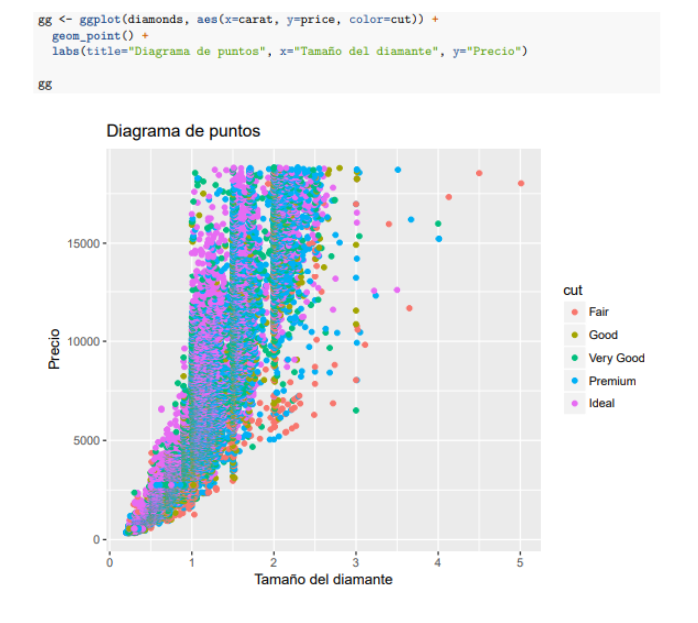 gg <- ggplot(diamonds, aes(x=carat, y=price, color=cut)) +
  geom_point() +
  labs(title="Diagrama de puntos", x="Tamaño del diamante", y="Precio")
gg
Diagrama de puntos
Precio
15000
10000
5000
0
0 1 2 3 4 5
Tamaño del diamante
cut
Fair
Good
Very Good
Premium
Ideal